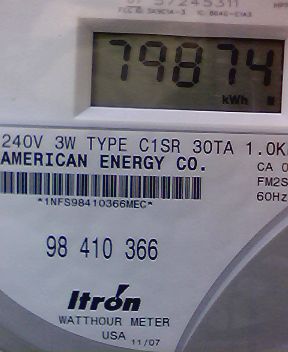 57245311
79874
kWh
240V 3W TYPE C1SR 30TA 1.0K
AMERICAN ENERGY CO.
CA 0
FM2S
60Hz
*1NFS98410366MEC*
98 410 366
Itron
WATTHOUR METER
USA 11/07